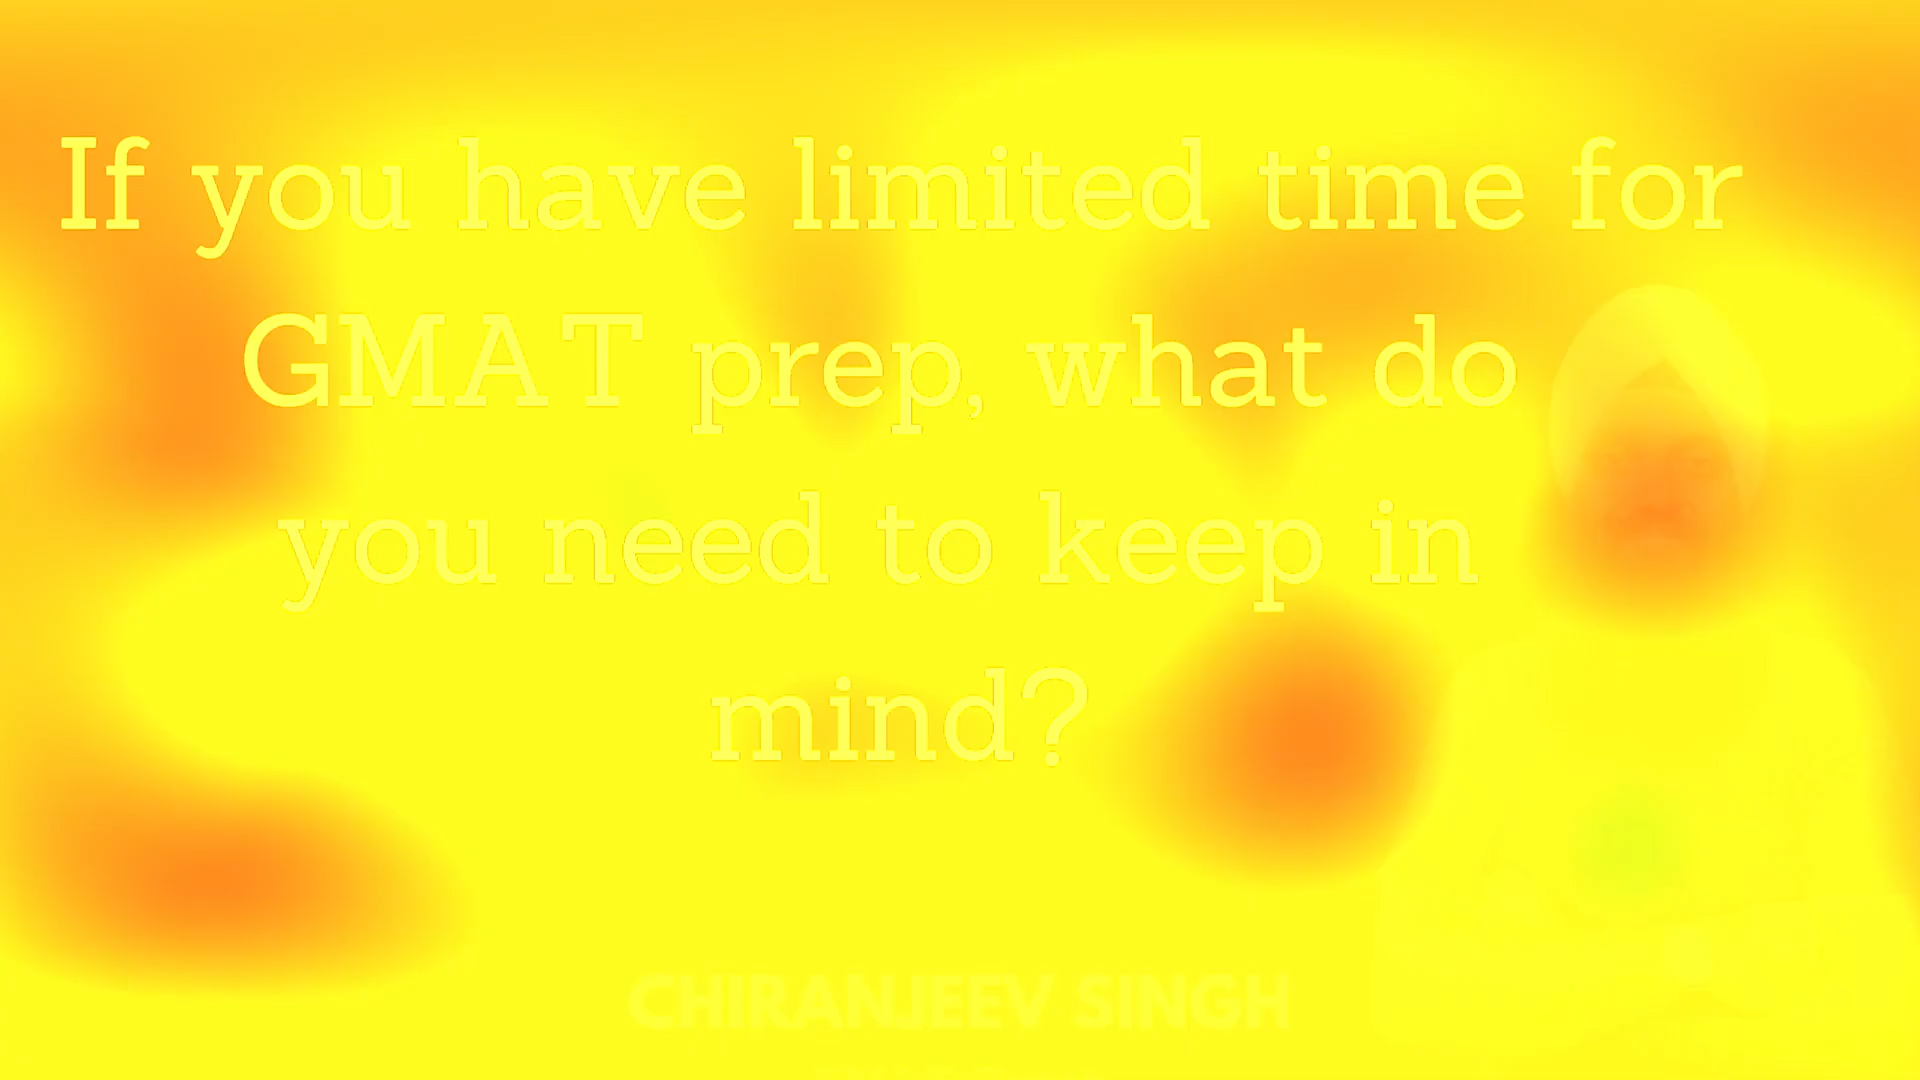 If you have limited time for
GMAT prep, what do
you need to keep in
mind?
CHIRANJEEV SINGH